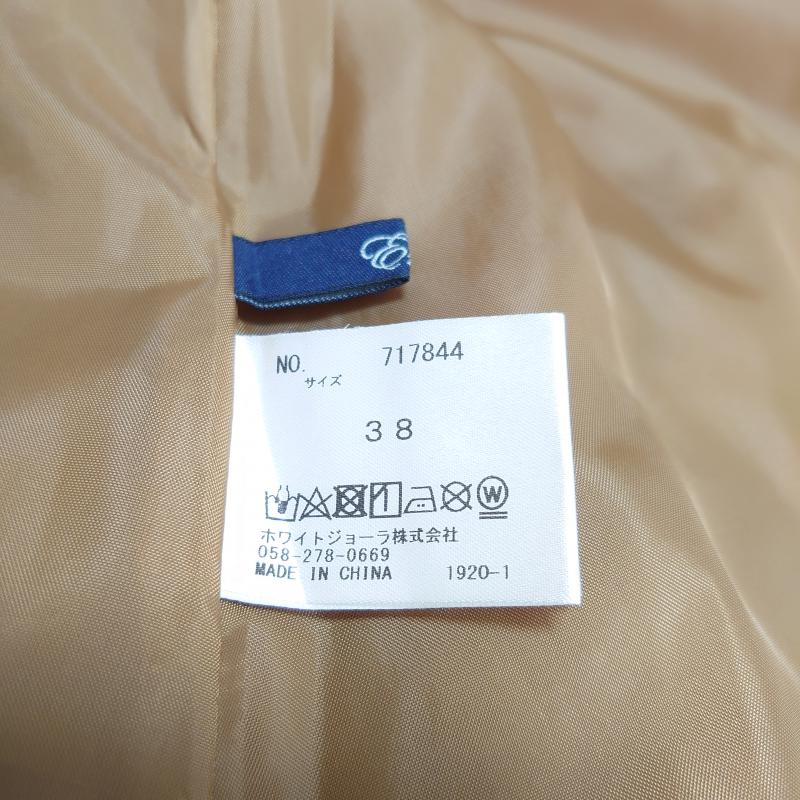 NO. 717844
サイズ
38
W
ホワイトジョーラ株式会社
058-278-0669
MADE IN CHINA 1920-1